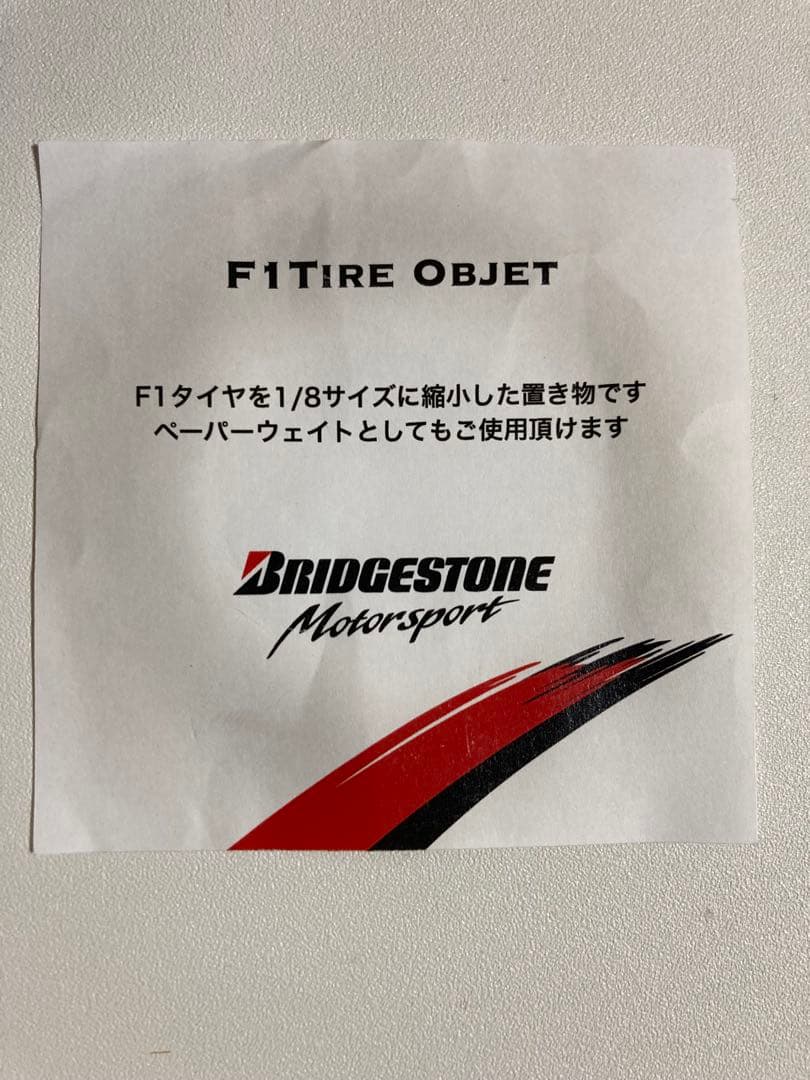 F1 TIRE OBJET
F1タイヤを1/8サイズに縮小した置き物です
ペーパーウェイトとしてもご使用頂けます
BRIDGESTONE
Motorsport